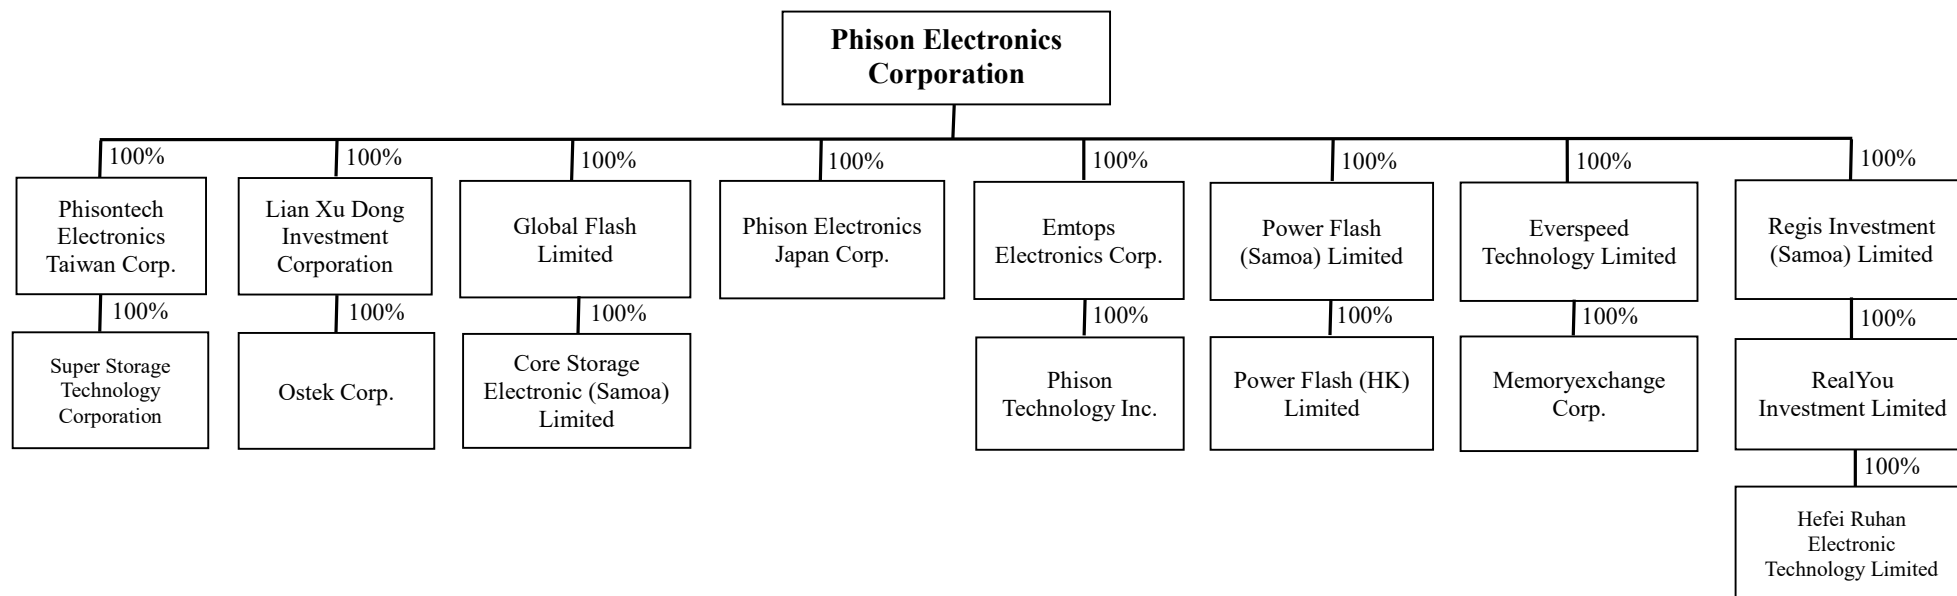 Phison Electronics
Corporation
100%
100%
100%
100%
100%
100%
100%
100%
Phisontech
Electronics
Taiwan Corp.
Lian Xu Dong
Investment
Corporation
Global Flash
Limited
Phison Electronics
Japan Corp.
Emtops
Electronics Corp.
Power Flash
(Samoa) Limited
Everspeed
Technology Limited
Regis Investment
(Samoa) Limited
100%
100%
100%
100%
100%
100%
100%
Super Storage
Technology
Corporation
Ostek Corp.
Core Storage
Electronic (Samoa)
Limited
Phison
Technology Inc.
Power Flash (HK)
Limited
Memoryexchange
Corp.
RealYou
Investment Limited
100%
Hefei Ruhan
Electronic
Technology Limited